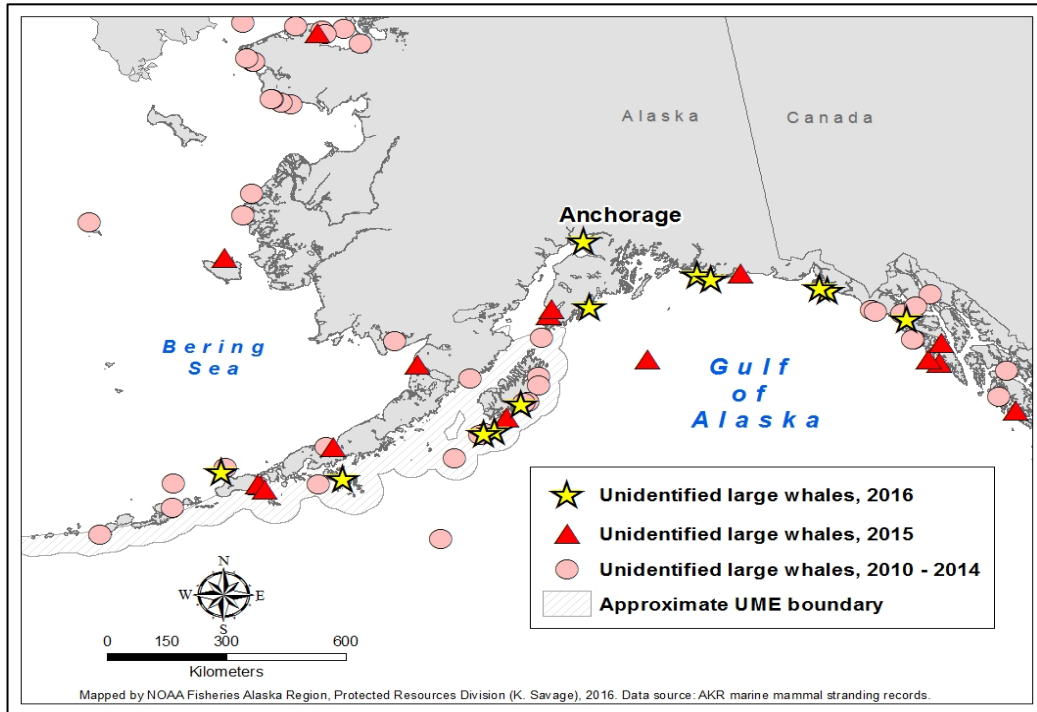 Alaska
Canada
Anchorage
Bering
Sea
Gulf
of
Alaska
Unidentified large whales, 2016
Unidentified large whales, 2015
Unidentified large whales, 2010 - 2014
Approximate UME boundary
N
W E
S
0 150 300 600
Kilometers
Mapped by NOAA Fisheries Alaska Region, Protected Resources Division (K. Savage), 2016. Data source: AKR marine mammal stranding records.